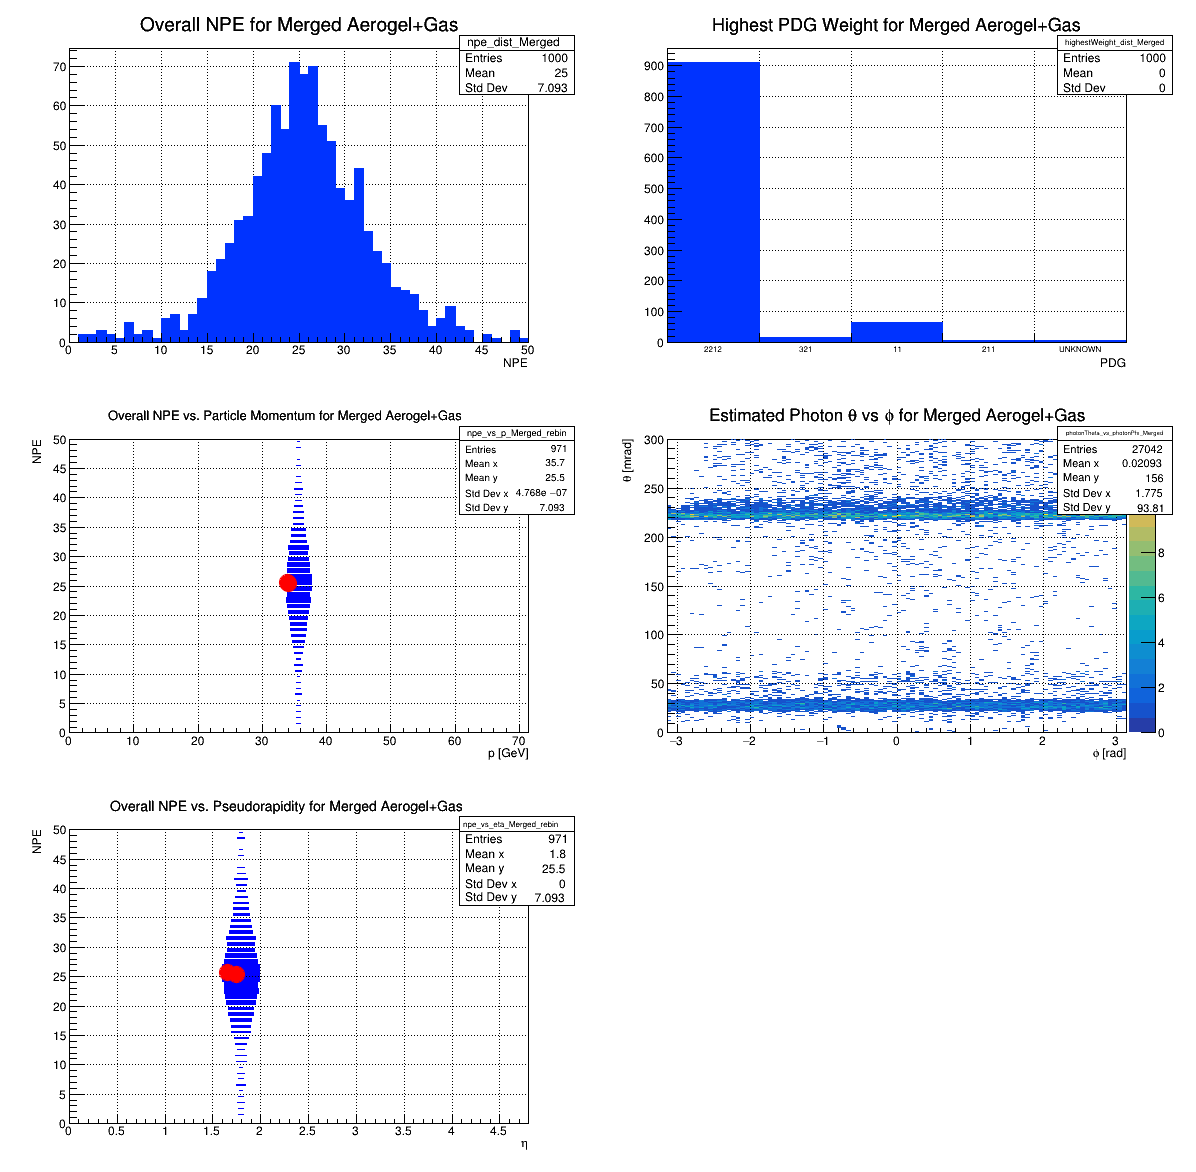 Overall NPE for Merged Aerogel+Gas
npe_dist_Merged
Entries 1000
Mean 25
Std Dev 7.093
70
60
50
40
30
20
10
0
0 5 10 15 20 25 30 35 40 45 50
NPE
Highest PDG Weight for Merged Aerogel+Gas
highestWeight_dist_Merged
Entries 1000
Mean 0
Std Dev 0
900
800
700
600
500
400
300
200
100
0
2212 321 11 211 UNKNOWN
PDG
Overall NPE vs. Particle Momentum for Merged Aerogel+Gas
npe_vs_p_Merged_rebin
Entries 971
Mean x 35.7
Mean y 25.5
Std Dev x 4.768e −07
Std Dev y 7.093
NPE
50
45
40
35
30
25
20
15
10
5
0
0 10 20 30 40 50 60 70
p [GeV]
Estimated Photon θ vs ϕ for Merged Aerogel+Gas
photonTheta_vs_photonPhi_Merged
Entries 27042
Mean x 0.02093
Mean y 156
Std Dev x 1.775
Std Dev y 93.81
θ [mrad]
300
250
200
150
100
50
0
−3 −2 −1 0 1 2 3
ϕ [rad]
8
6
4
2
0
Overall NPE vs. Pseudorapidity for Merged Aerogel+Gas
npe_vs_eta_Merged_rebin
Entries 971
Mean x 1.8
Mean y 25.5
Std Dev x 0
Std Dev y 7.093
NPE
50
45
40
35
30
25
20
15
10
5
0
0 0.5 1 1.5 2 2.5 3 3.5 4 4.5
η